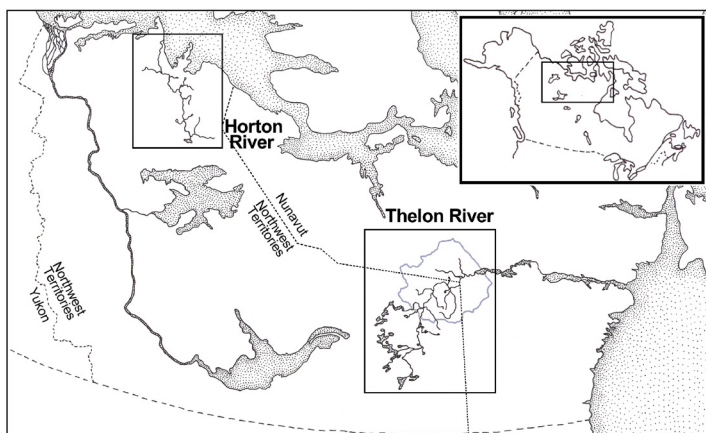 Horton
River
Thelon River
Nunavut
Northwest
Territories
Northwest
Territories
Yukon